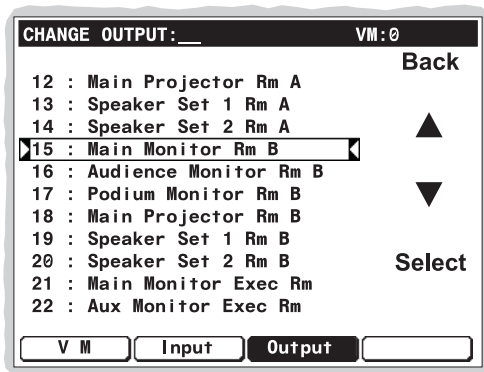 CHANGE OUTPUT:__ VM:0
Back
12 : Main Projector Rm A
13 : Speaker Set 1 Rm A
14 : Speaker Set 2 Rm A
15 : Main Monitor Rm B
16 : Audience Monitor Rm B
17 : Podium Monitor Rm B
18 : Main Projector Rm B
19 : Speaker Set 1 Rm B
20 : Speaker Set 2 Rm B
Select
21 : Main Monitor Exec Rm
22 : Aux Monitor Exec Rm
V M Input Output